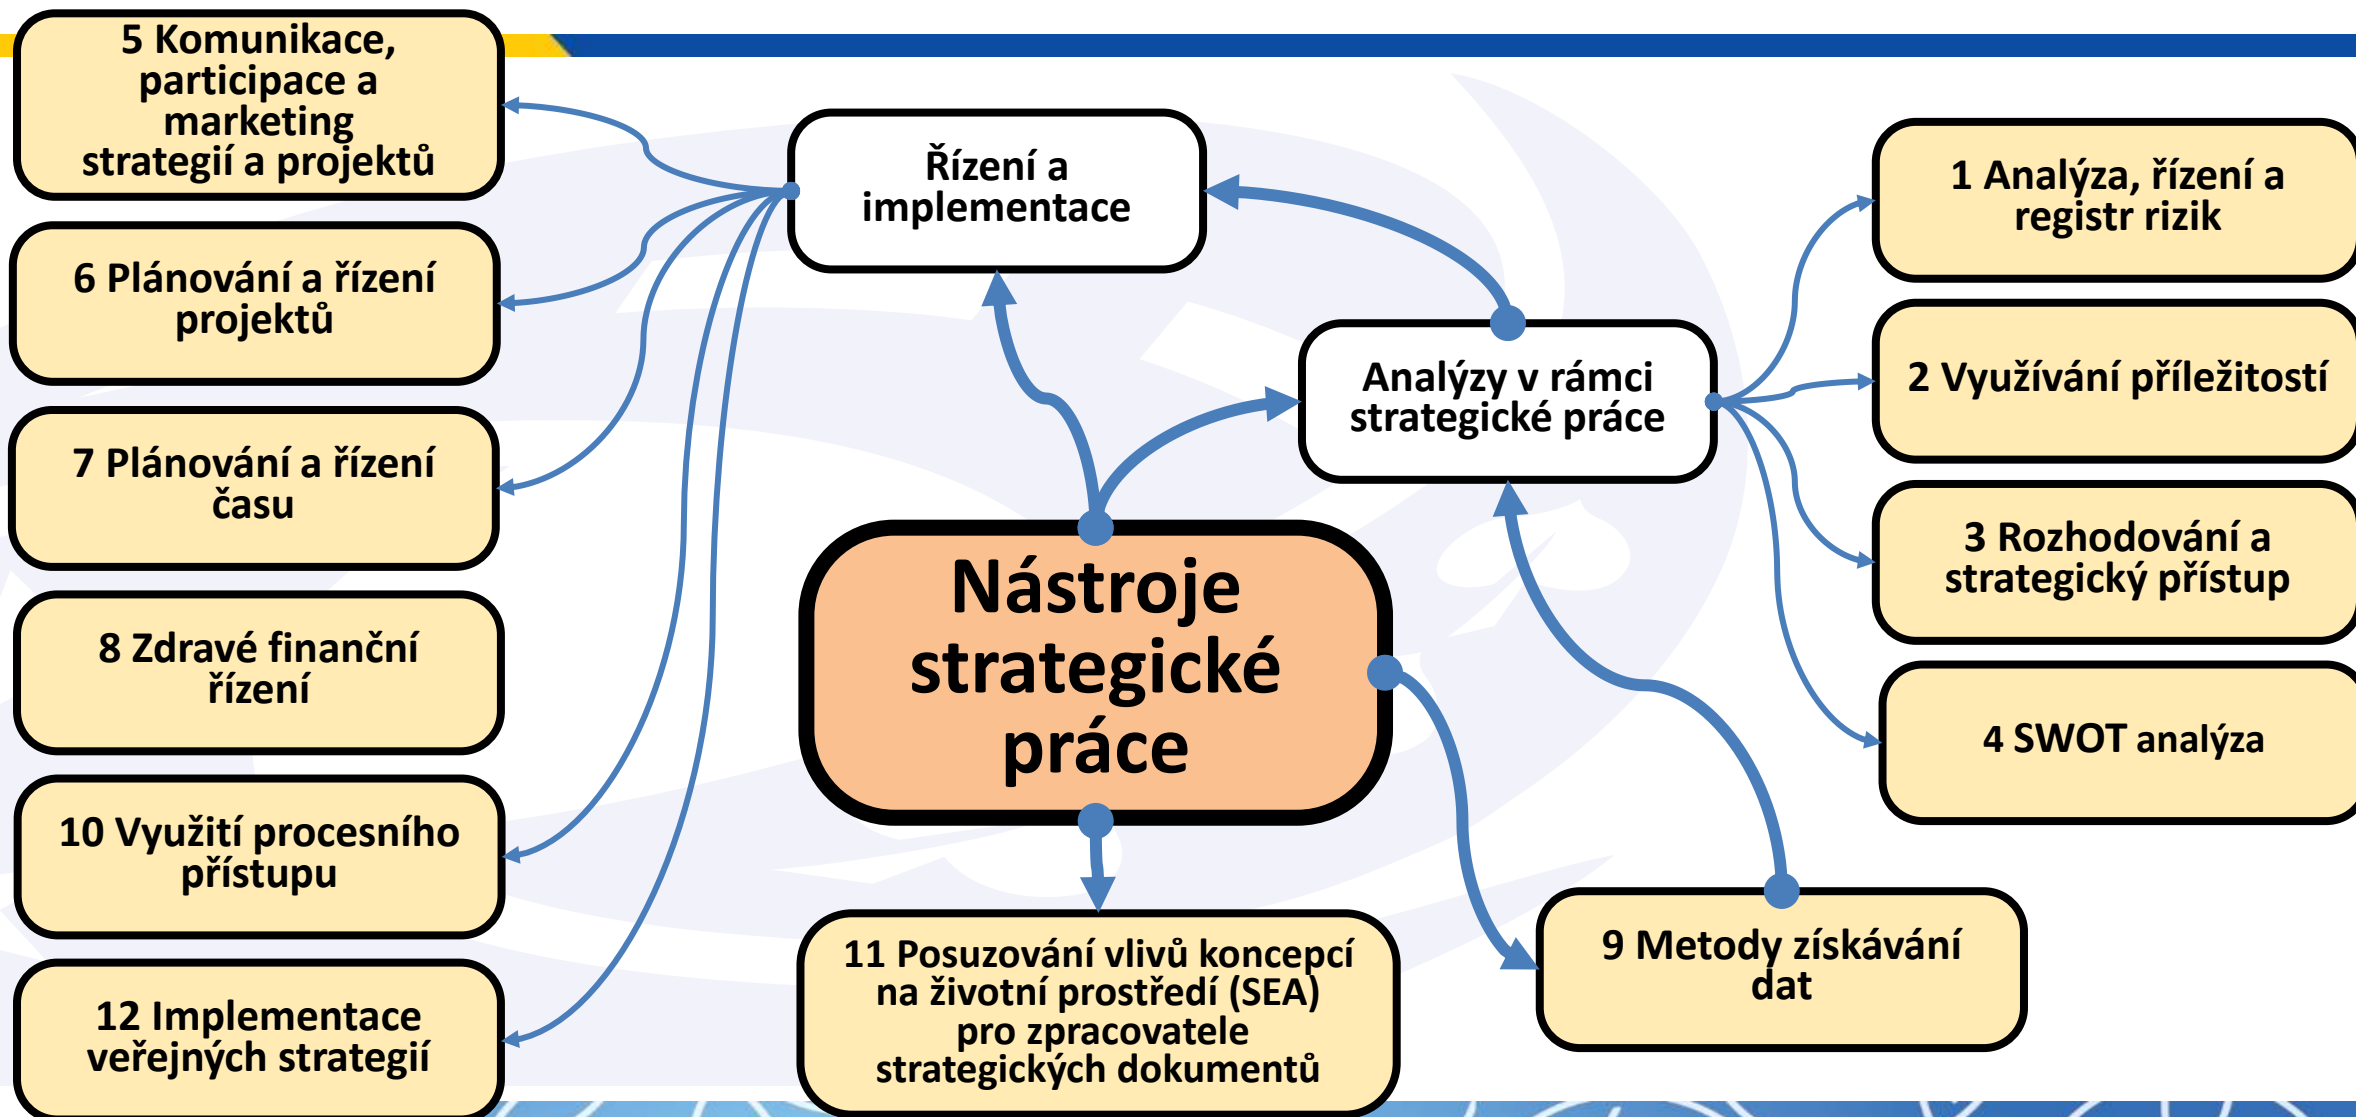 5 Komunikace,
participace a
marketing
strategií a projektů
6 Plánování a řízení
projektů
7 Plánování a řízení
času
8 Zdravé finanční
řízení
10 Využití procesního
přístupu
12 Implementace
veřejných strategií
Řízení a
implementace
Analýzy v rámci
strategické práce
Nástroje
strategické
práce
11 Posuzování vlivů koncepcí
na životní prostředí (SEA)
pro zpracovatele
strategických dokumentů
9 Metody získávání
dat
1 Analýza, řízení a
registr rizik
2 Využívání příležitostí
3 Rozhodování a
strategický přístup
4 SWOT analýza